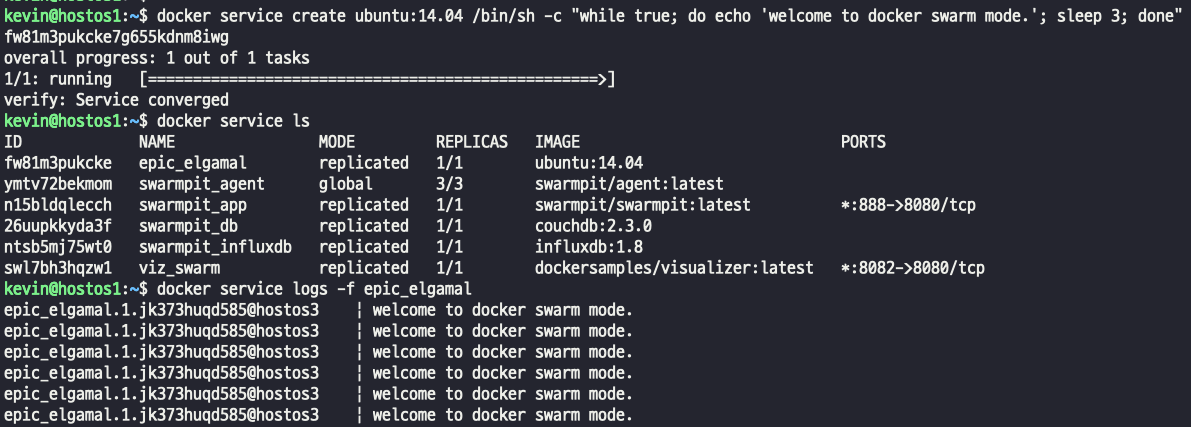 kevin@hostos1:~$ docker service create ubuntu:14.04 /bin/sh -c "while true; do echo 'welcome to docker swarm mode.'; sleep 3; done"
fw81m3pukcke7g655kdnm8iwg
overall progress: 1 out of 1 tasks
1/1: running   [==================================================>]
verify: Service converged
kevin@hostos1:~$ docker service ls
ID             NAME                MODE         REPLICAS   IMAGE                             PORTS
fw81m3pukcke   epic_elgamal        replicated   1/1        ubuntu:14.04
ymtv72bekmom   swarmpit_agent      global       3/3        swarmpit/agent:latest
n15bldqlecch   swarmpit_app        replicated   1/1        swarmpit/swarmpit:latest          *:888->8080/tcp
26uupkkyda3f   swarmpit_db         replicated   1/1        couchdb:2.3.0
ntsb5mj75wt0   swarmpit_influxdb   replicated   1/1        influxdb:1.8
swl7bh3hqzw1   viz_swarm           replicated   1/1        dockersamples/visualizer:latest   *:8082->8080/tcp
kevin@hostos1:~$ docker service logs -f epic_elgamal
epic_elgamal.1.jk373huqd585@hostos3    | welcome to docker swarm mode.
epic_elgamal.1.jk373huqd585@hostos3    | welcome to docker swarm mode.
epic_elgamal.1.jk373huqd585@hostos3    | welcome to docker swarm mode.
epic_elgamal.1.jk373huqd585@hostos3    | welcome to docker swarm mode.
epic_elgamal.1.jk373huqd585@hostos3    | welcome to docker swarm mode.
epic_elgamal.1.jk373huqd585@hostos3    | welcome to docker swarm mode.